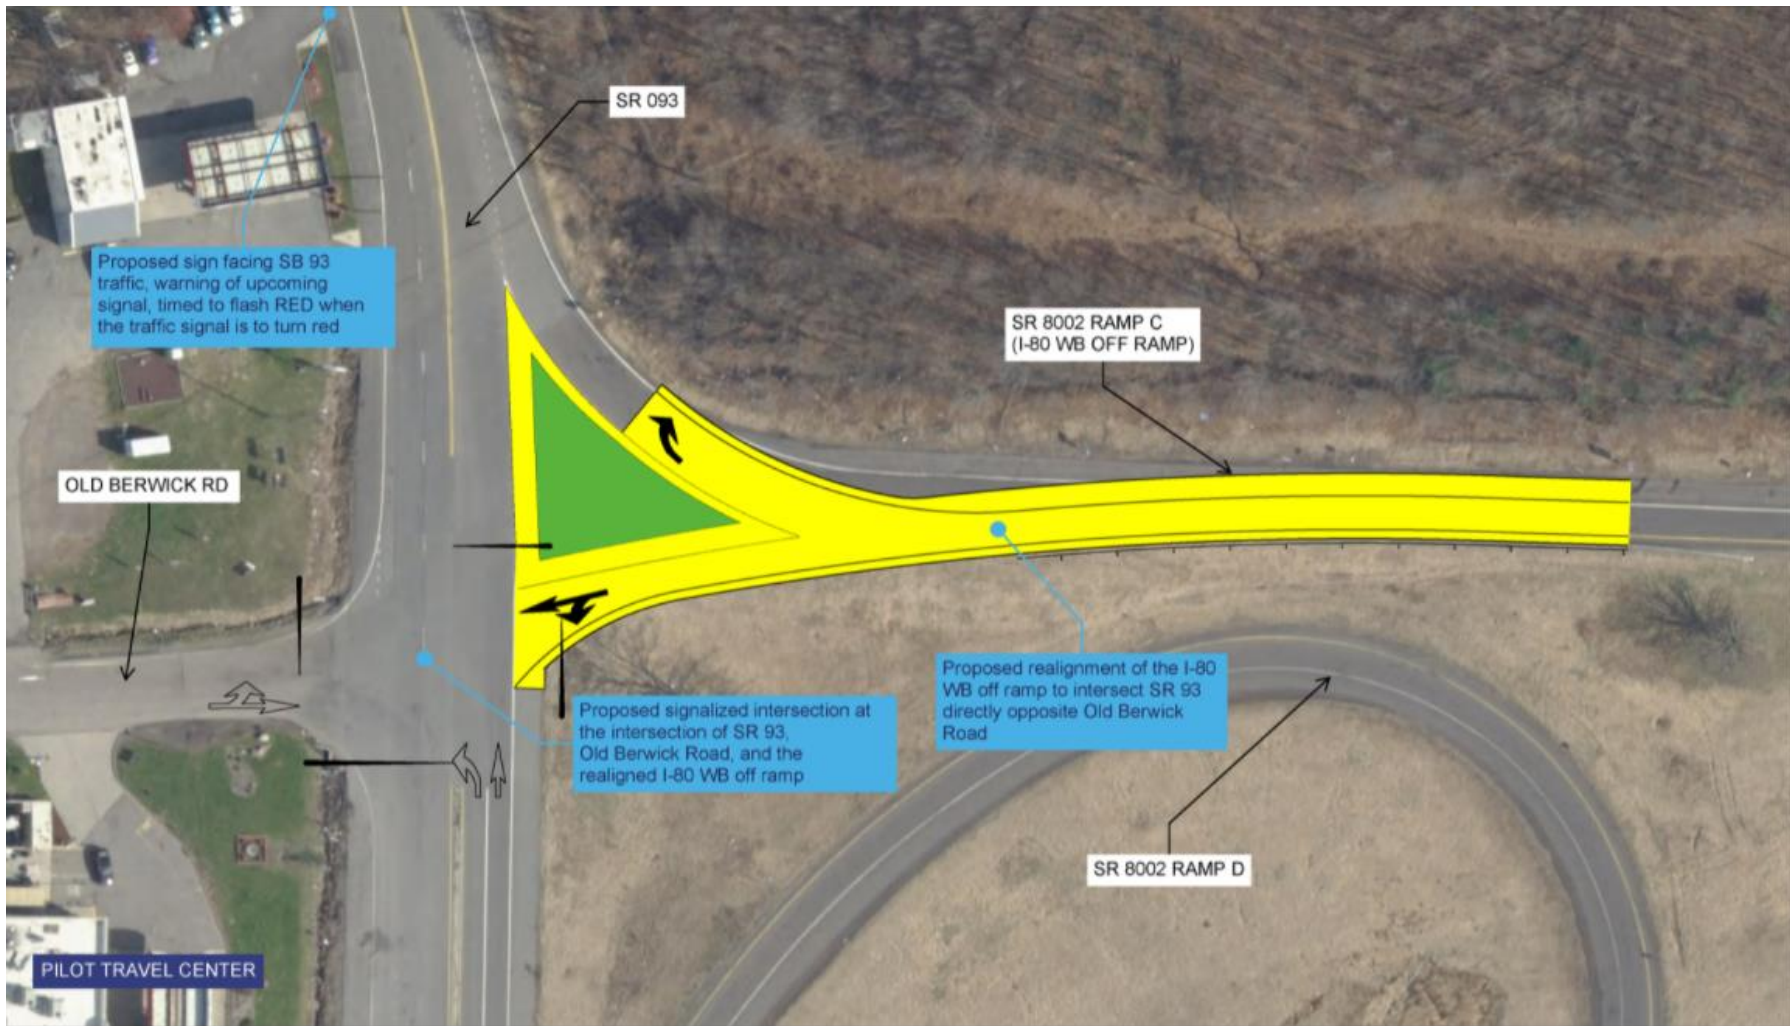 SR 093
Proposed sign facing SB 93
traffic, warning of upcoming
signal, timed to flash RED when
the traffic signal is to turn red
SR 8002 RAMP C
(I-80 WB OFF RAMP)
OLD BERWICK RD
Proposed realignment of the I-80
WB off ramp to intersect SR 93
directly opposite Old Berwick
Road
Proposed signalized intersection at
the intersection of SR 93,
Old Berwick Road, and the
realigned I-80 WB off ramp
SR 8002 RAMP D
PILOT TRAVEL CENTER